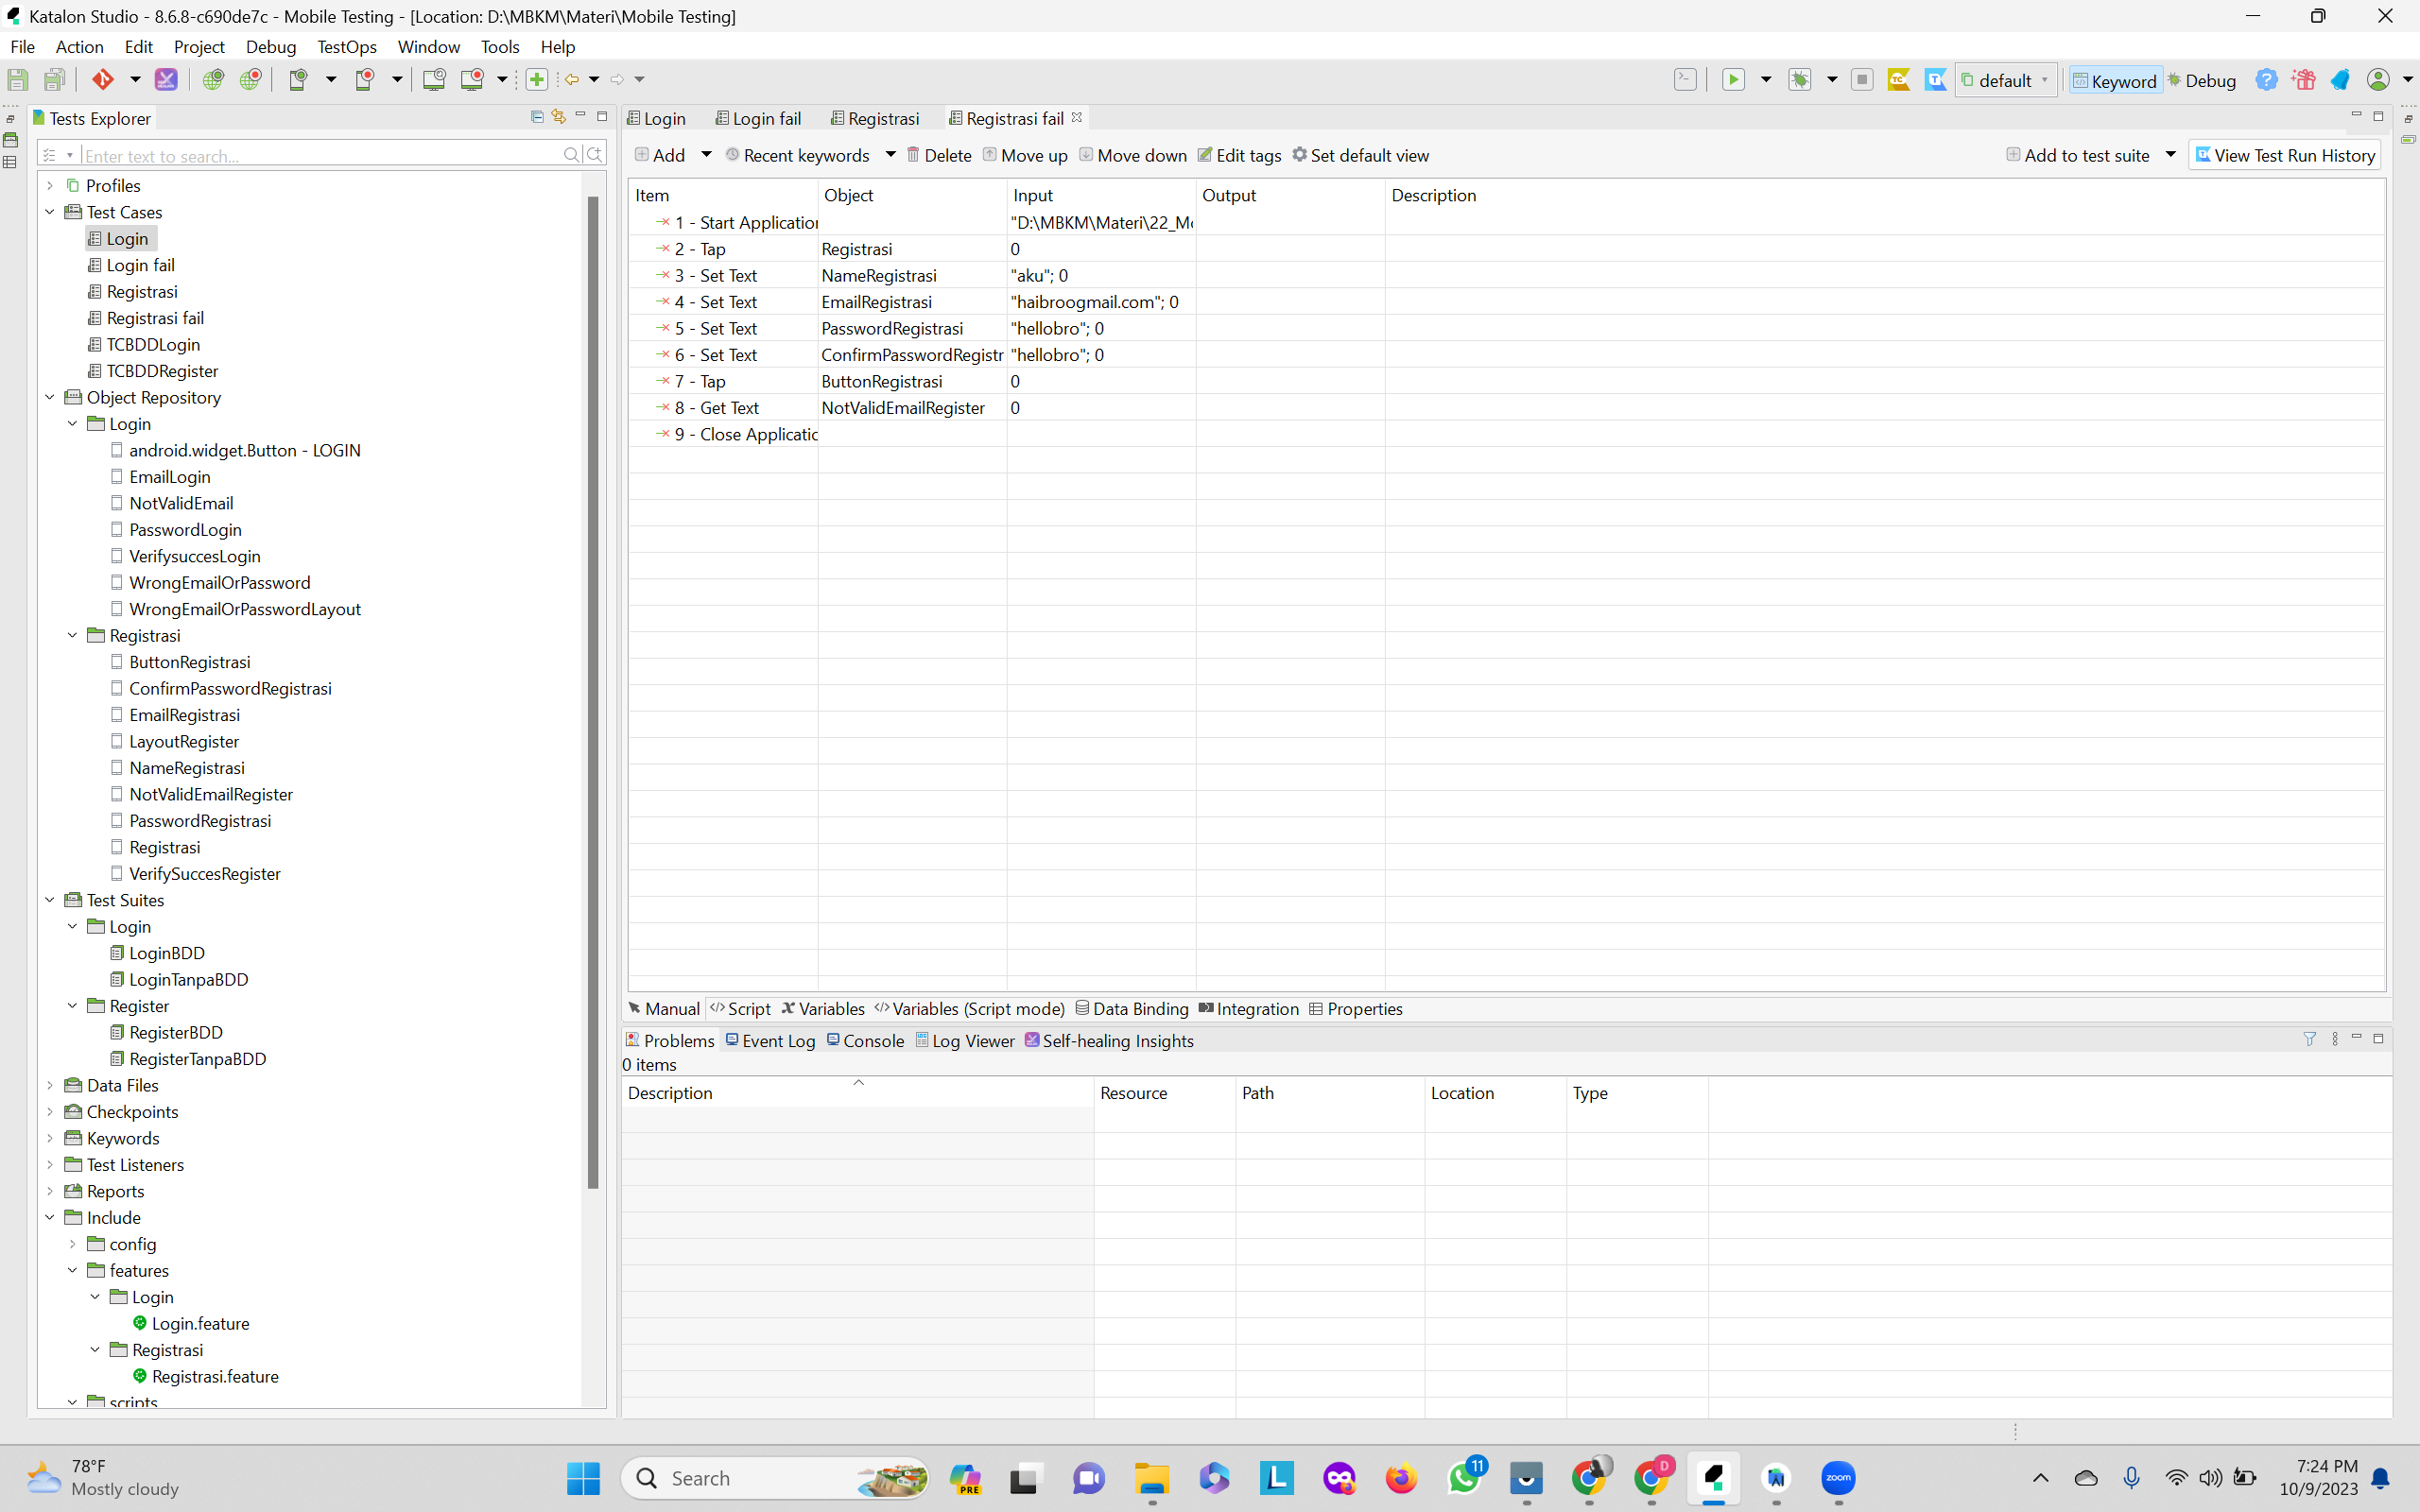 Katalon Studio - 8.6.8-c690de7c - Mobile Testing - [Location: D:\MBKM\Materi\Mobile Testing]
File Action Edit Project Debug TestOps Window Tools Help
default Keyword Debug
Tests Explorer
Enter text to search...
Profiles
Test Cases
Login
Login fail
Registrasi
Registrasi fail
TCBDDLogin
TCBDDRegister
Object Repository
Login
android.widget.Button - LOGIN
EmailLogin
NotValidEmail
PasswordLogin
VerifysuccesLogin
WrongEmailOrPassword
WrongEmailOrPasswordLayout
Registrasi
ButtonRegistrasi
ConfirmPasswordRegistrasi
EmailRegistrasi
LayoutRegister
NameRegistrasi
NotValidEmailRegister
PasswordRegistrasi
Registrasi
VerifySuccesRegister
Test Suites
Login
LoginBDD
LoginTanpaBDD
Register
RegisterBDD
RegisterTanpaBDD
Data Files
Checkpoints
Keywords
Test Listeners
Reports
Include
config
features
Login
Login.feature
Registrasi
Registrasi.feature
scripts
Login Login fail Registrasi Registrasi fail
Add Recent keywords Delete Move up Move down Edit tags Set default view Add to test suite View Test Run History
Item Object Input Output Description
1 - Start Application "D:\MBKM\Materi\22_Mo
2 - Tap Registrasi 0
3 - Set Text NameRegistrasi "aku"; 0
4 - Set Text EmailRegistrasi "haibroogmail.com"; 0
5 - Set Text PasswordRegistrasi "hellobro"; 0
6 - Set Text ConfirmPasswordRegistr "hellobro"; 0
7 - Tap ButtonRegistrasi 0
8 - Get Text NotValidEmailRegister 0
9 - Close Applicatic
Manual Script Variables Variables (Script mode) Data Binding Integration Properties
Problems Event Log Console Log Viewer Self-healing Insights
0 items
Description Resource Path Location Type
78°F
Mostly cloudy
Search
PRE
L
11
D
zoom
7:24 PM
10/9/2023